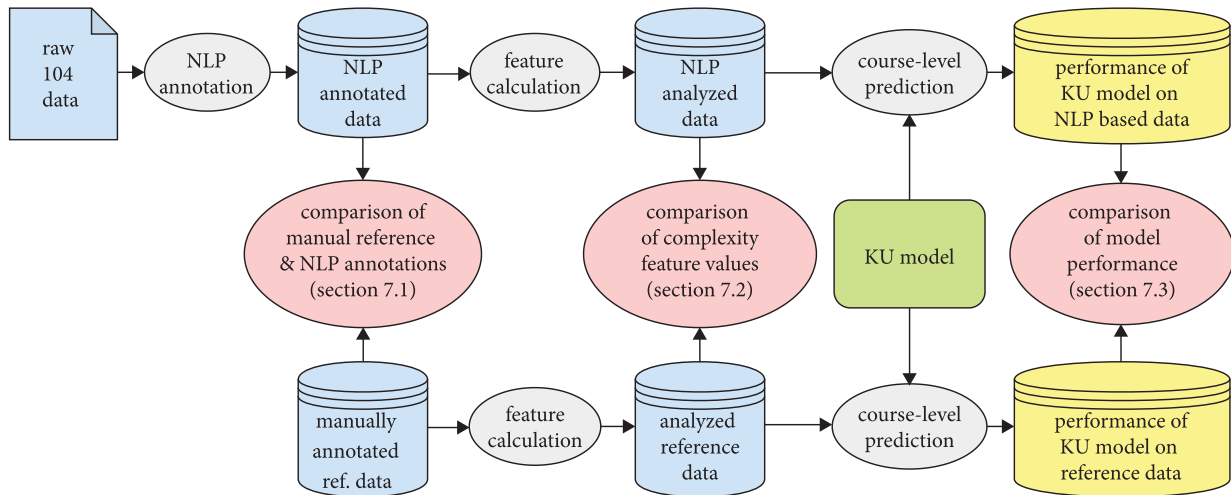 raw
104
data
NLP
annotation
NLP
annotated
data
feature
calculation
NLP
analyzed
data
course-level
prediction
performance of
KU model on
NLP based data
comparison of
manual reference
& NLP annotations
(section 7.1)
comparison
of complexity
feature values
(section 7.2)
KU model
comparison
of model
performance
(section 7.3)
manually
annotated
ref. data
feature
calculation
analyzed
reference
data
course-level
prediction
performance of
KU model on
reference data